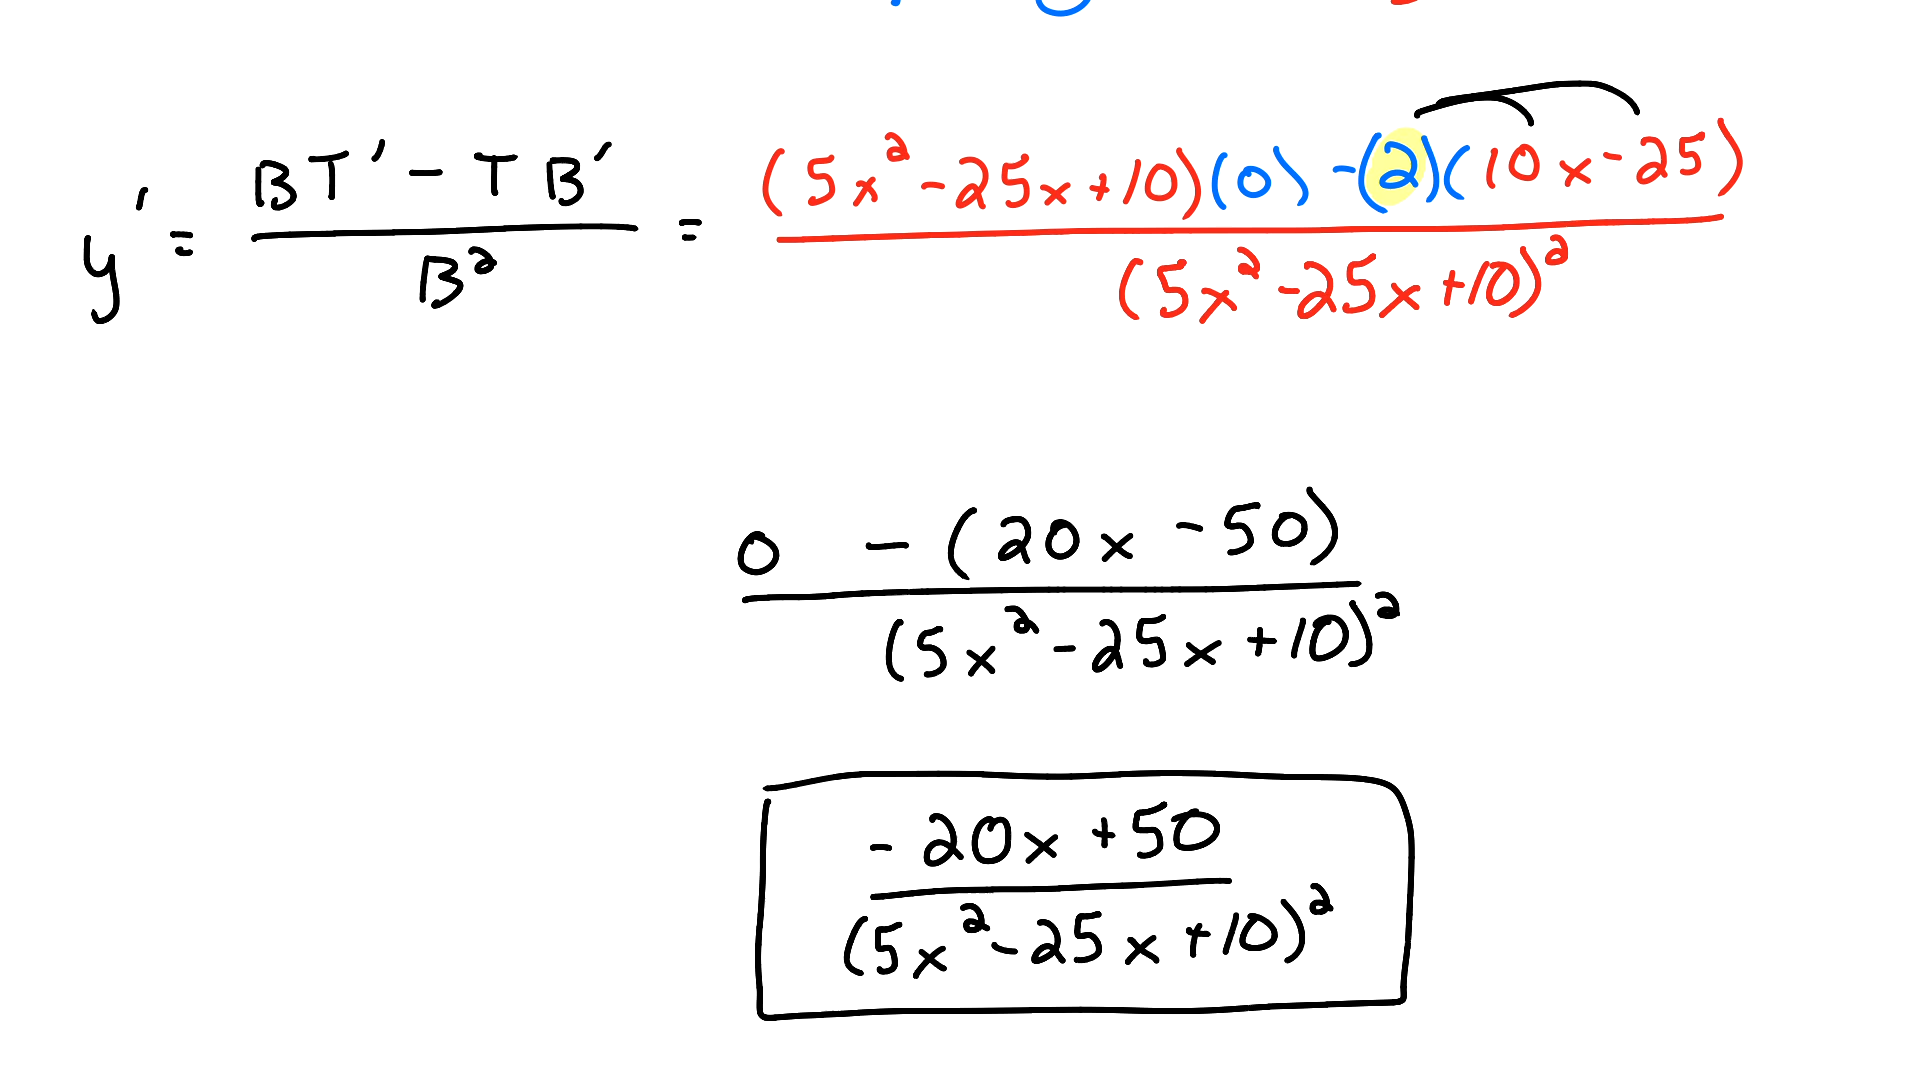 y' = BT' - TB' / B² = (5x² - 25x + 10)(0) - (2)(10x - 25) / (5x² - 25x + 10)²
0 - (20x - 50) / (5x² - 25x + 10)²
-20x + 50 / (5x² - 25x + 10)²